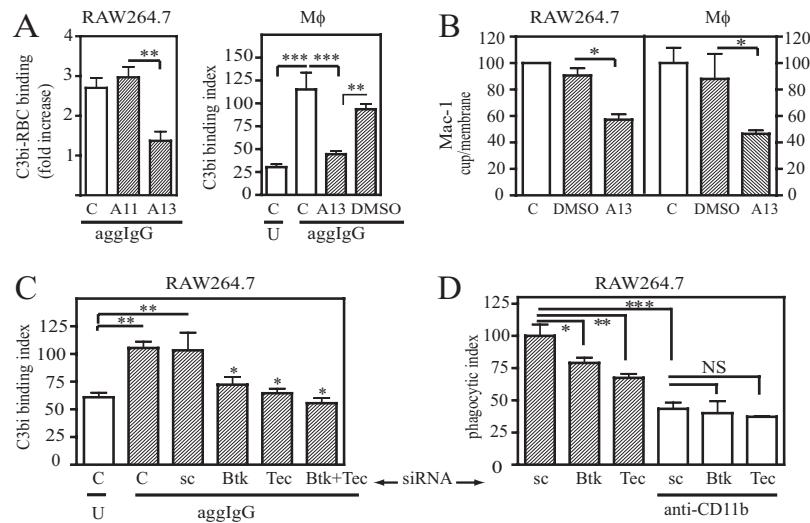 A
RAW264.7
Mϕ
C3bi-RBC binding
(fold increase)
4
3
2
1
**
C A11 A13
aggIgG
C3bi binding index
150
125
100
75
50
25
0
*** ***
**
C C A13 DMSO
U aggIgG
B
RAW264.7 Mϕ
Mac-1
cup/membrane
120
100
80
60
40
20
0
*
*
120
100
80
60
40
20
0
C DMSO A13 C DMSO A13
C
RAW264.7
C3bi binding index
125
100
75
50
25
0
**
**
*
*
*
C C sc Btk Tec Btk+Tec
U aggIgG
siRNA
D
RAW264.7
phagocytic index
125
100
75
50
25
0
***
* **
NS
sc Btk Tec sc Btk Tec
anti-CD11b